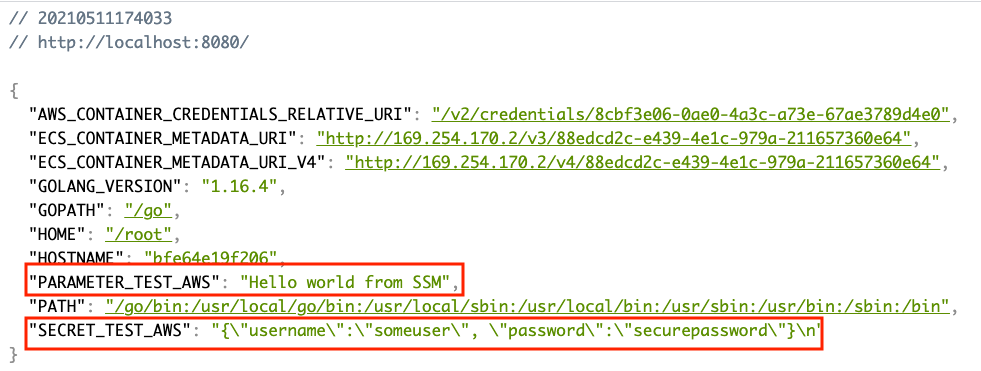 // 20210511174033
// http://localhost:8080/
{
"AWS_CONTAINER_CREDENTIALS_RELATIVE_URI": "/v2/credentials/8cbf3e06-0ae0-4a3c-a73e-67ae3789d4e0",
"ECS_CONTAINER_METADATA_URI": "http://169.254.170.2/v3/88edcd2c-e439-4e1c-979a-211657360e64",
"ECS_CONTAINER_METADATA_URI_V4": "http://169.254.170.2/v4/88edcd2c-e439-4e1c-979a-211657360e64",
"GOLANG_VERSION": "1.16.4",
"GOPATH": "/go",
"HOME": "/root",
"HOSTNAME": "bfe64e19f206",
"PARAMETER_TEST_AWS": "Hello world from SSM",
"PATH": "/go/bin:/usr/local/go/bin:/usr/local/sbin:/usr/local/bin:/usr/sbin:/usr/bin:/sbin:/bin",
"SECRET_TEST_AWS": "{\"username\":\"someuser\", \"password\":\"securepassword\"}\n"
}